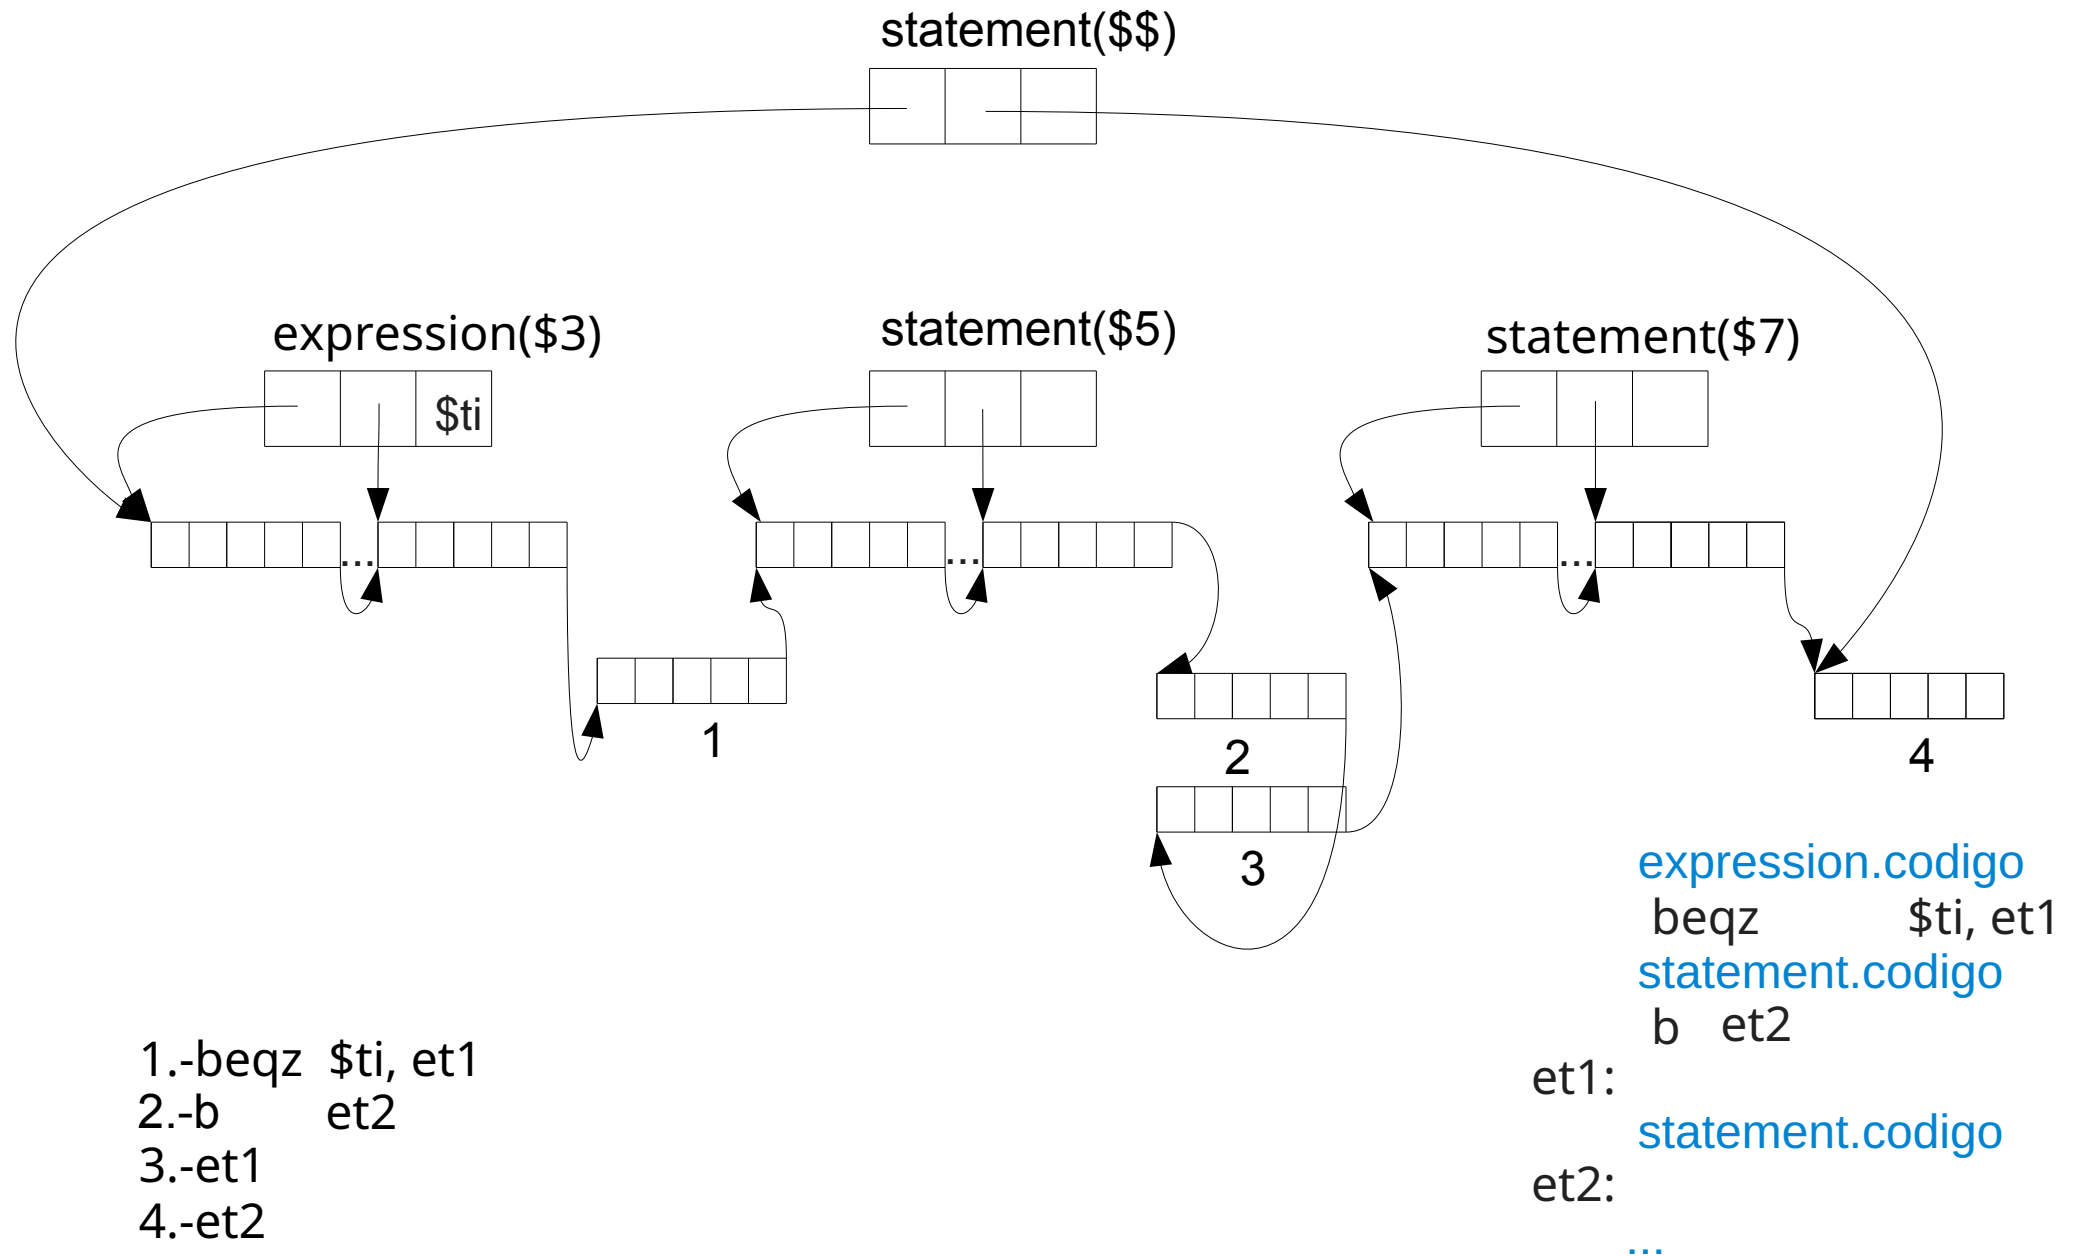 statement($$)
expression($3)
statement($5)
statement($7)
$ti
...
...
...
1
2
3
4
expression.codigo
beqz $ti, et1
statement.codigo
b et2
et1:
statement.codigo
et2:
...
1.-beqz $ti, et1
2.-b et2
3.-et1
4.-et2